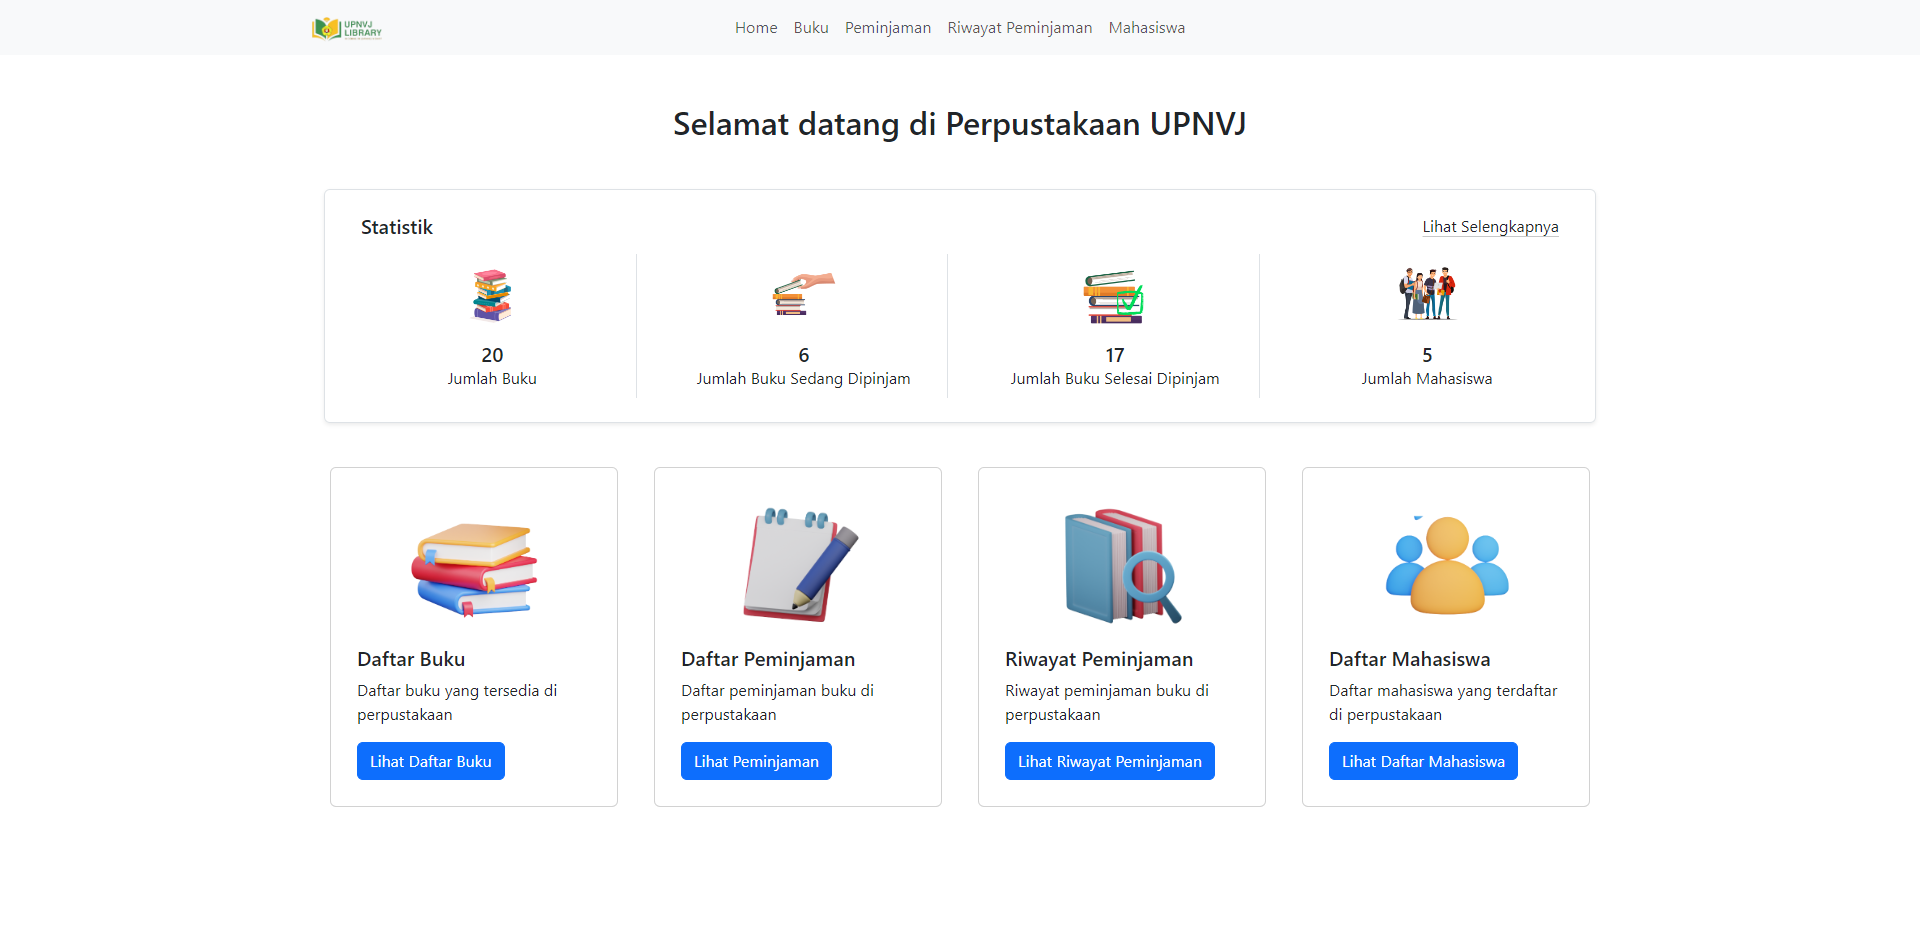 UPNVJ
LIBRARY
Home Buku Peminjaman Riwayat Peminjaman Mahasiswa
Selamat datang di Perpustakaan UPNVJ
Statistik
Lihat Selengkapnya
20
Jumlah Buku
6
Jumlah Buku Sedang Dipinjam
17
Jumlah Buku Selesai Dipinjam
5
Jumlah Mahasiswa
Daftar Buku
Daftar buku yang tersedia di
perpustakaan
Lihat Daftar Buku
Daftar Peminjaman
Daftar peminjaman buku di
perpustakaan
Lihat Peminjaman
Riwayat Peminjaman
Riwayat peminjaman buku di
perpustakaan
Lihat Riwayat Peminjaman
Daftar Mahasiswa
Daftar mahasiswa yang terdaftar
di perpustakaan
Lihat Daftar Mahasiswa